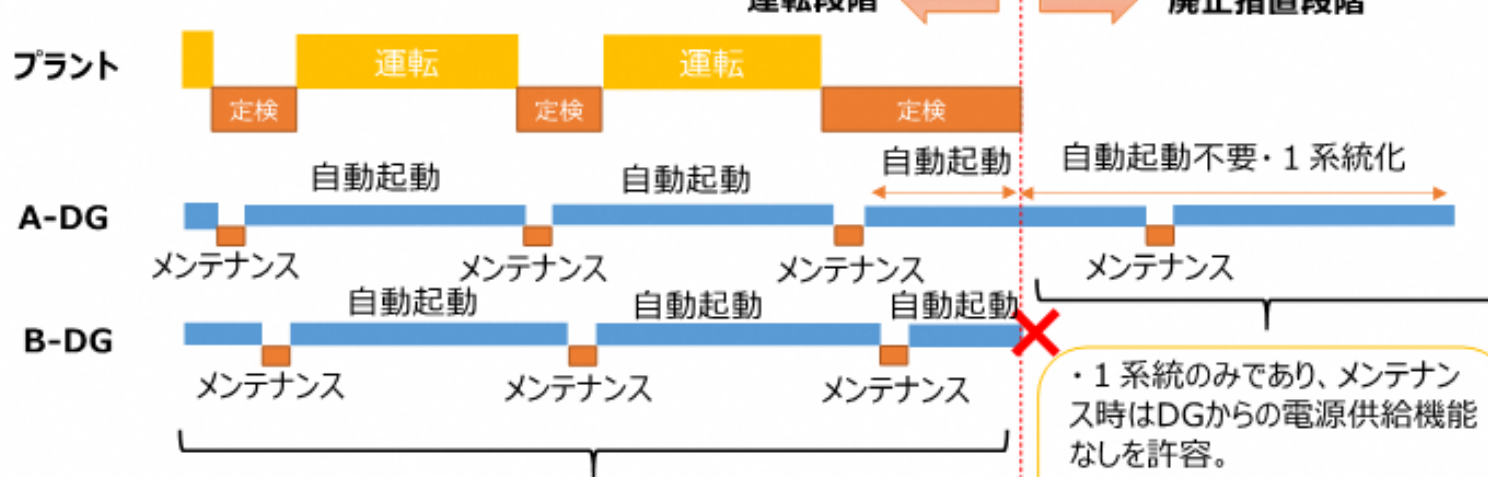 運転段階 廃止措置段階
プラント 運転 運転
定検 定検 定検
自動起動 自動起動 自動起動 自動起動不要・1系統化
A-DG
メンテナンス メンテナンス メンテナンス メンテナンス
自動起動 自動起動 自動起動
B-DG
メンテナンス メンテナンス メンテナンス
・1系統のみであり、メンテナン
ス時はDGからの電源供給機能
なしを許容。